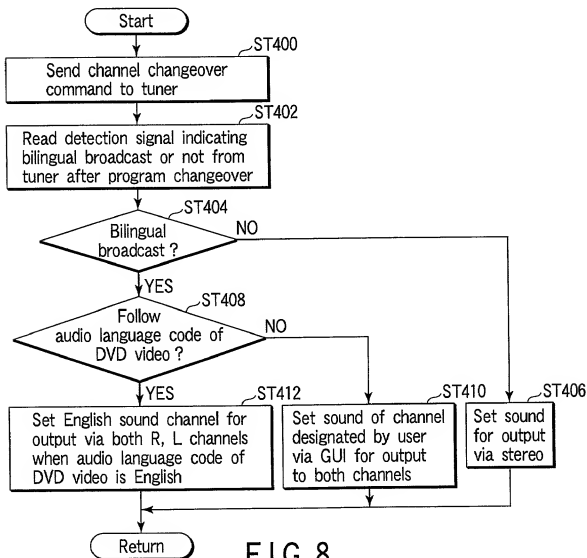 Start
ST400
Send channel changeover
command to tuner
ST402
Read detection signal indicating
bilingual broadcast or not from
tuner after program changeover
ST404
Bilingual
broadcast ?
NO
YES
ST408
Follow
audio language code of
DVD video ?
NO
YES
ST412
Set English sound channel for
output via both R, L channels
when audio language code of
DVD video is English
ST410
Set sound of channel
designated by user
via GUI for output
to both channels
ST406
Set sound
for output
via stereo
Return
FIG. 8